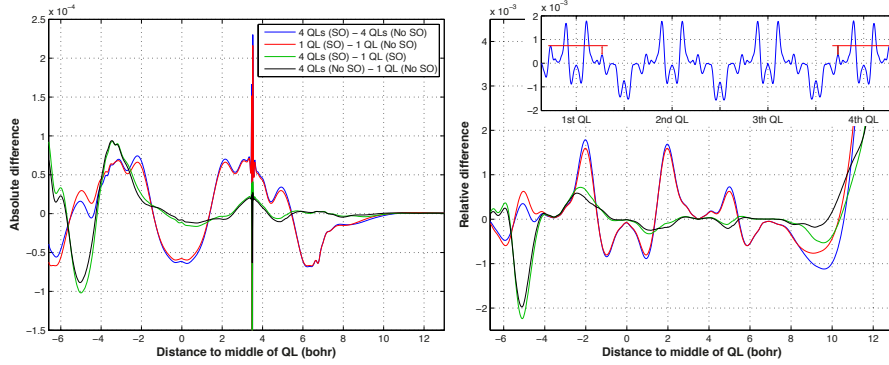 x 10⁻⁴
2.5
2
1.5
1
0.5
0
−0.5
−1
−1.5
Absolute difference
4 QLs (SO) − 4 QLs (No SO)
1 QL (SO) − 1 QL (No SO)
4 QLs (SO) − 1 QL (SO)
4 QLs (No SO) − 1 QL (No SO)
−6 −4 −2 0 2 4 6 8 10 12
Distance to middle of QL (bohr)
x 10⁻³
4
3
2
1
0
−1
−2
Relative difference
x 10⁻³
2
1
0
−1
−2
1st QL 2nd QL 3th QL 4th QL
−6 −4 −2 0 2 4 6 8 10 12
Distance to middle of QL (bohr)